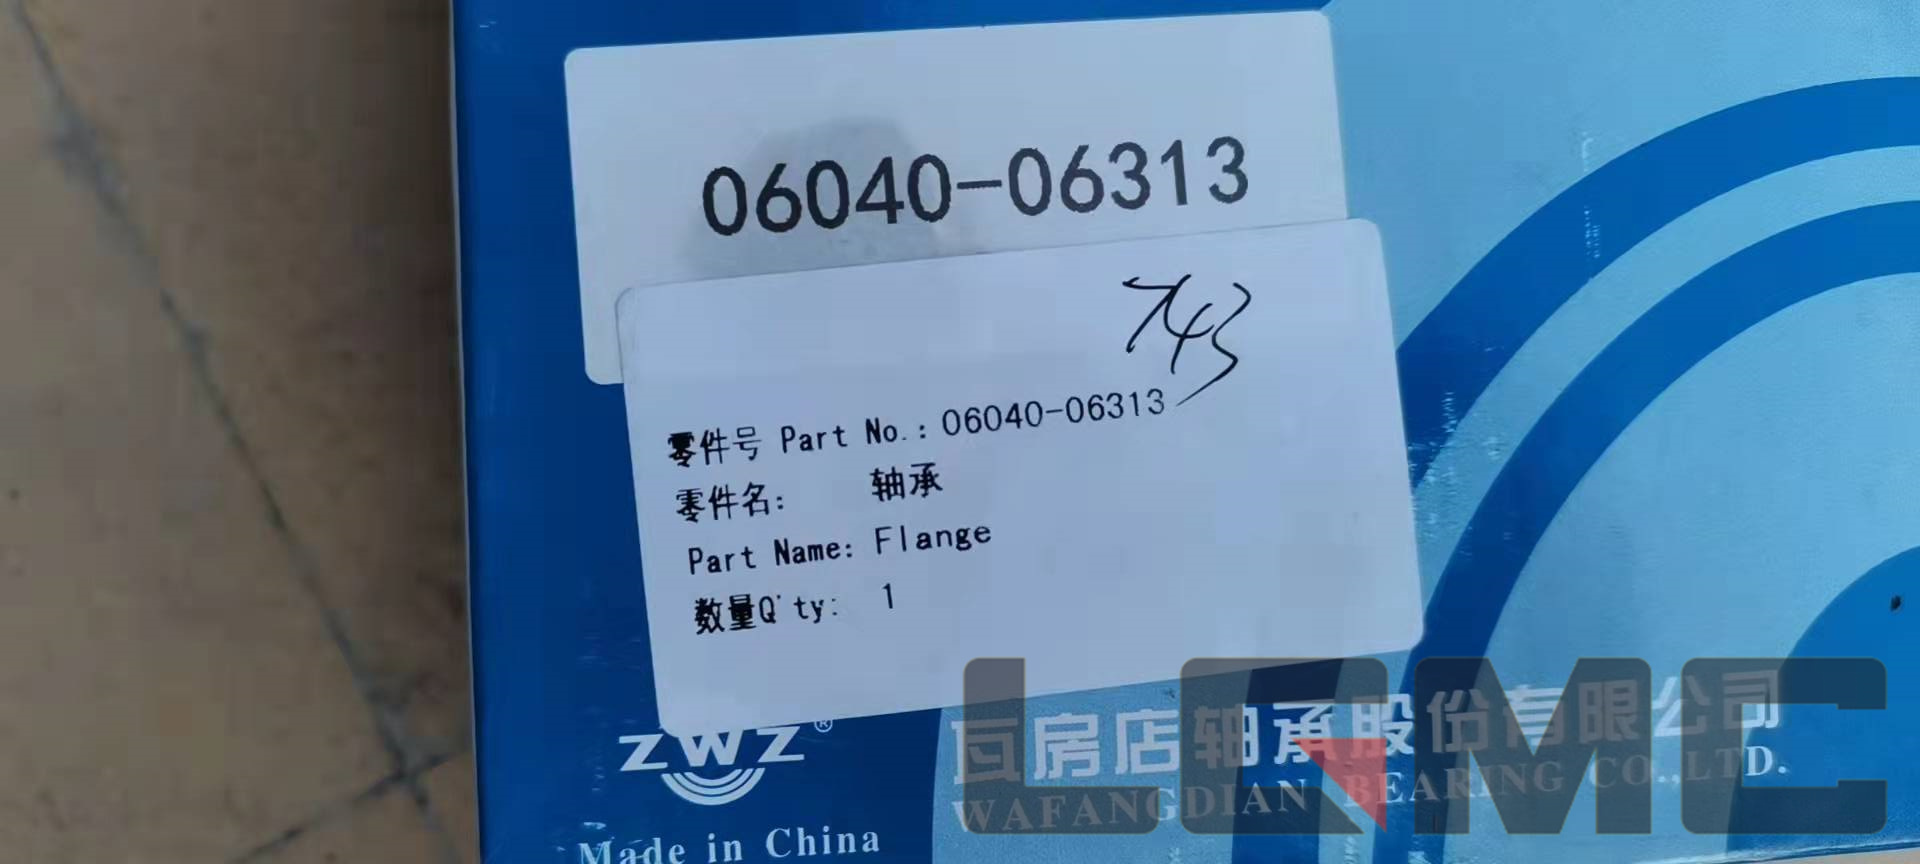 06040-06313
743
零件号 Part No.: 06040-06313
零件名: 轴承
Part Name: Flange
数量Q'ty: 1
ZWZ®
Made in China
瓦房店轴承股份有限公司
WAFANGDIAN BEARING CO.,LTD.
LQMC